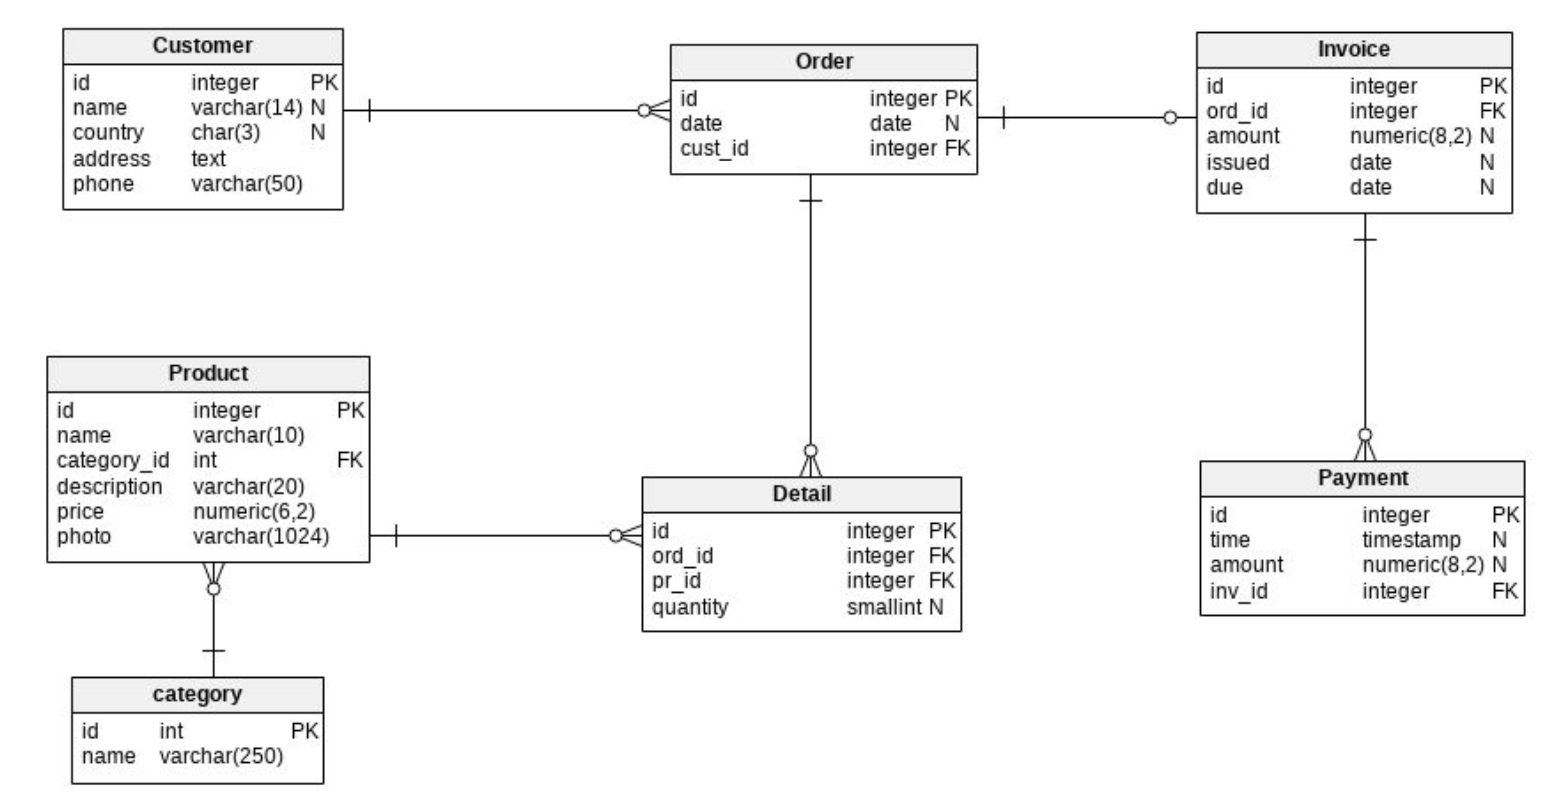 Customer
id integer PK
name varchar(14) N
country char(3) N
address text
phone varchar(50)
Order
id integer PK
date date N
cust_id integer FK
Invoice
id integer PK
ord_id integer FK
amount numeric(8,2) N
issued date N
due date N
Product
id integer PK
name varchar(10)
category_id int FK
description varchar(20)
price numeric(6,2)
photo varchar(1024)
Detail
id integer PK
ord_id integer FK
pr_id integer FK
quantity smallint N
Payment
id integer PK
time timestamp N
amount numeric(8,2) N
inv_id integer FK
category
id int PK
name varchar(250)